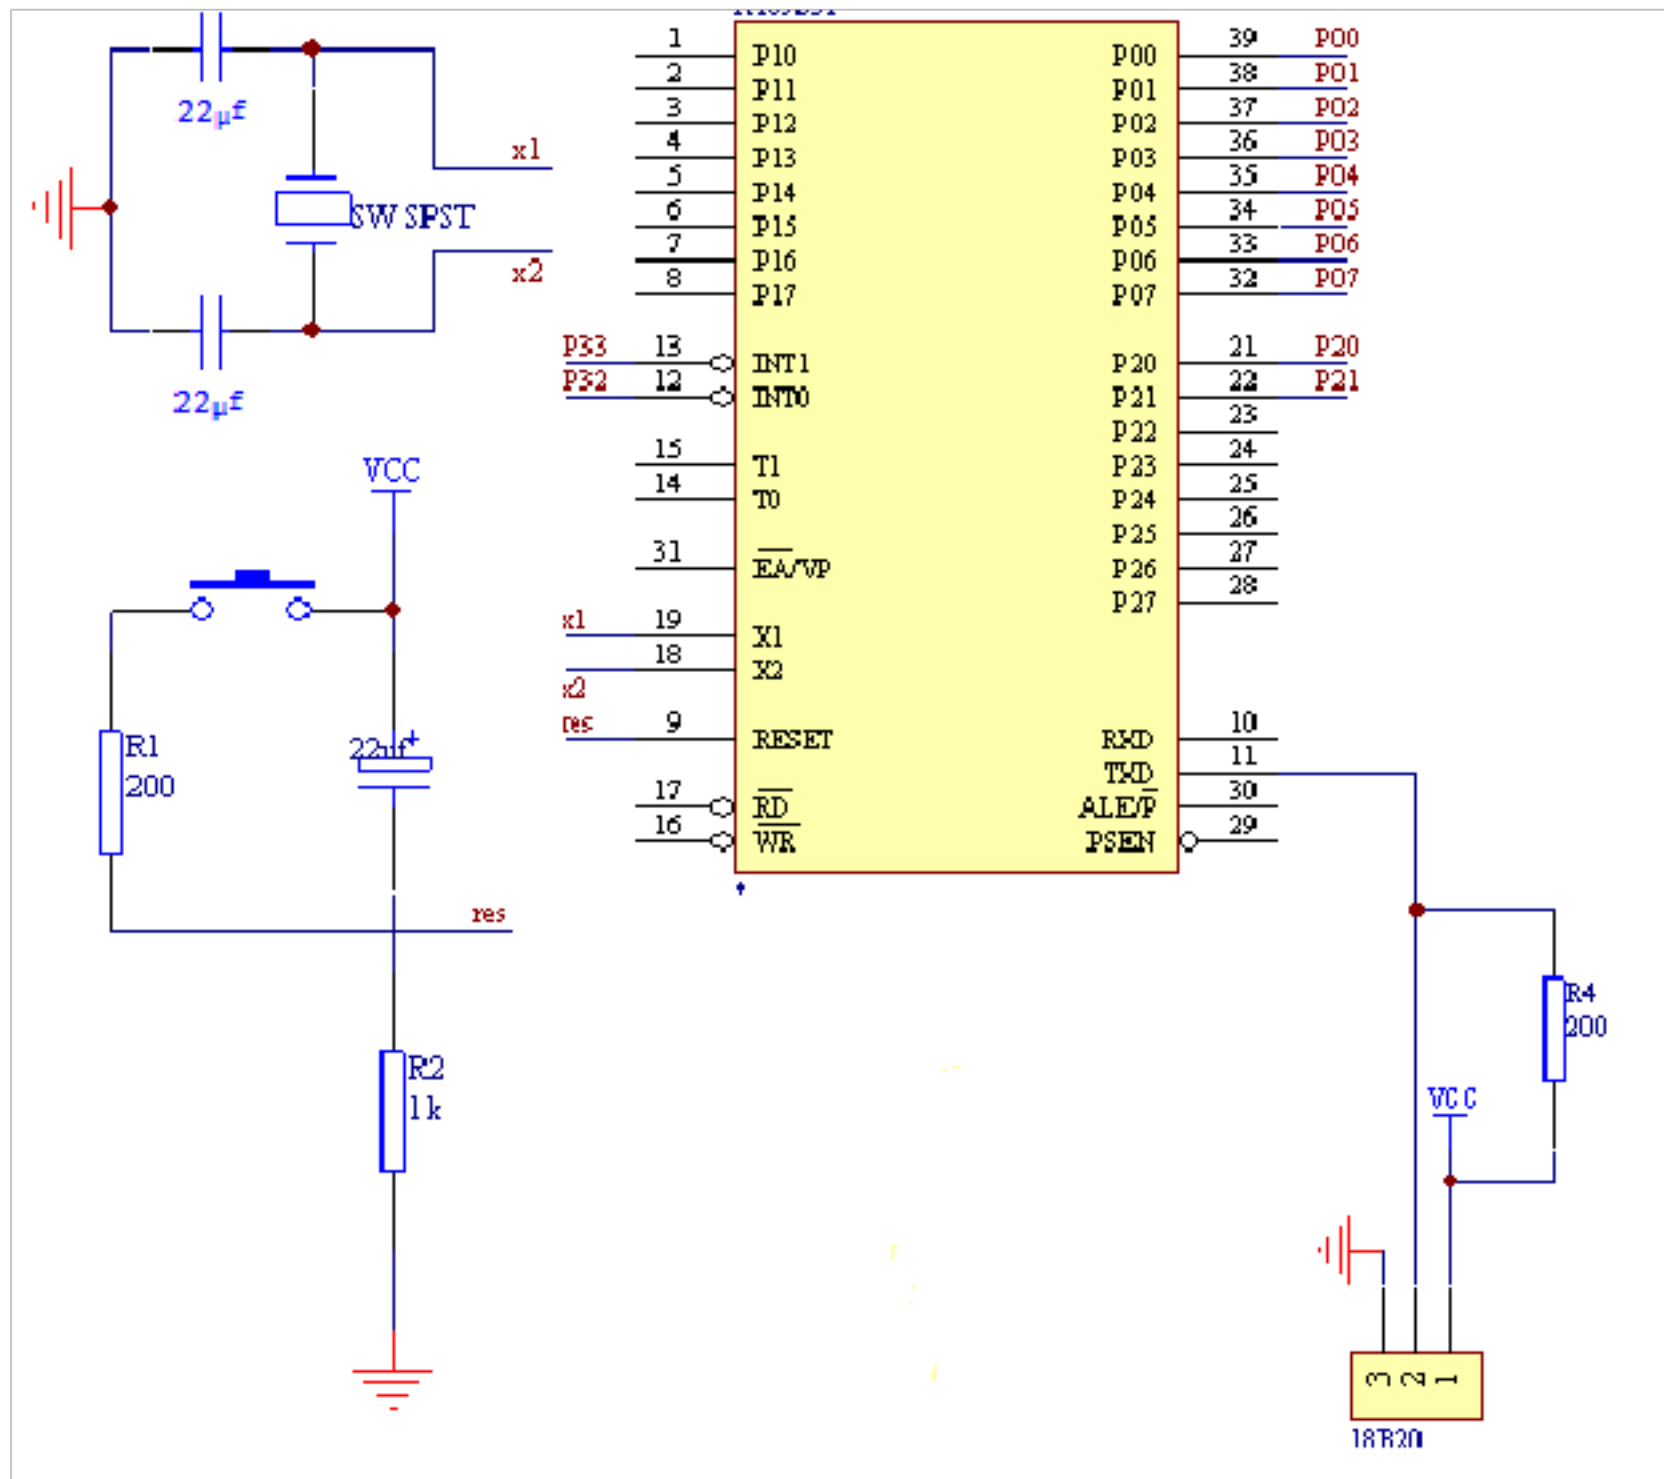 22µf
x1
SW SPST
x2
22µf
VCC
R1
200
22uf
+
res
R2
1k
1 P10
2 P11
3 P12
4 P13
5 P14
6 P15
7 P16
8 P17
P33 13 INT1
P32 12 INT0
15 T1
14 T0
31 EA/VP
x1 19 X1
18 X2
x2
res 9 RESET
17 RD
16 WR
P00 39 P00
P01 38 P01
P02 37 P02
P03 36 P03
P04 35 P04
P05 34 P05
P06 33 P06
P07 32 P07
P20 21 P20
P21 22 P21
P22 23
P23 24
P24 25
P25 26
P26 27
P27 28
RXD 10
TXD 11
ALE/P 30
PSEN 29
R4
200
VCC
3 2 1
18B20